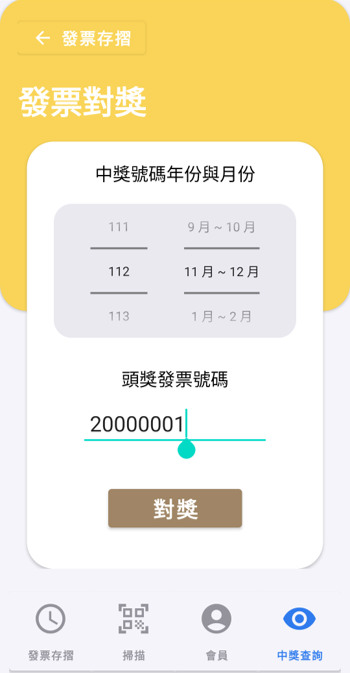 ← 發票存摺
發票對獎
中獎號碼年份與月份
111 9 月 ~ 10 月
112 11 月 ~ 12 月
113 1 月 ~ 2 月
頭獎發票號碼
20000001
對獎
發票存摺 掃描 會員 中獎查詢